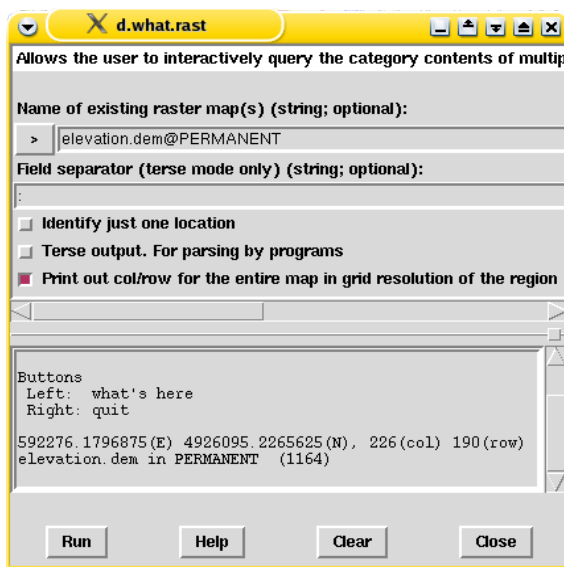 d.what.rast
Allows the user to interactively query the category contents of multip
Name of existing raster map(s) (string; optional):
> elevation.dem@PERMANENT
Field separator (terse mode only) (string; optional):
:
Identify just one location
Terse output. For parsing by programs
Print out col/row for the entire map in grid resolution of the region
Buttons
Left: what's here
Right: quit
592276.1796875(E) 4926095.2265625(N), 226(col) 190(row)
elevation.dem in PERMANENT (1164)
Run Help Clear Close